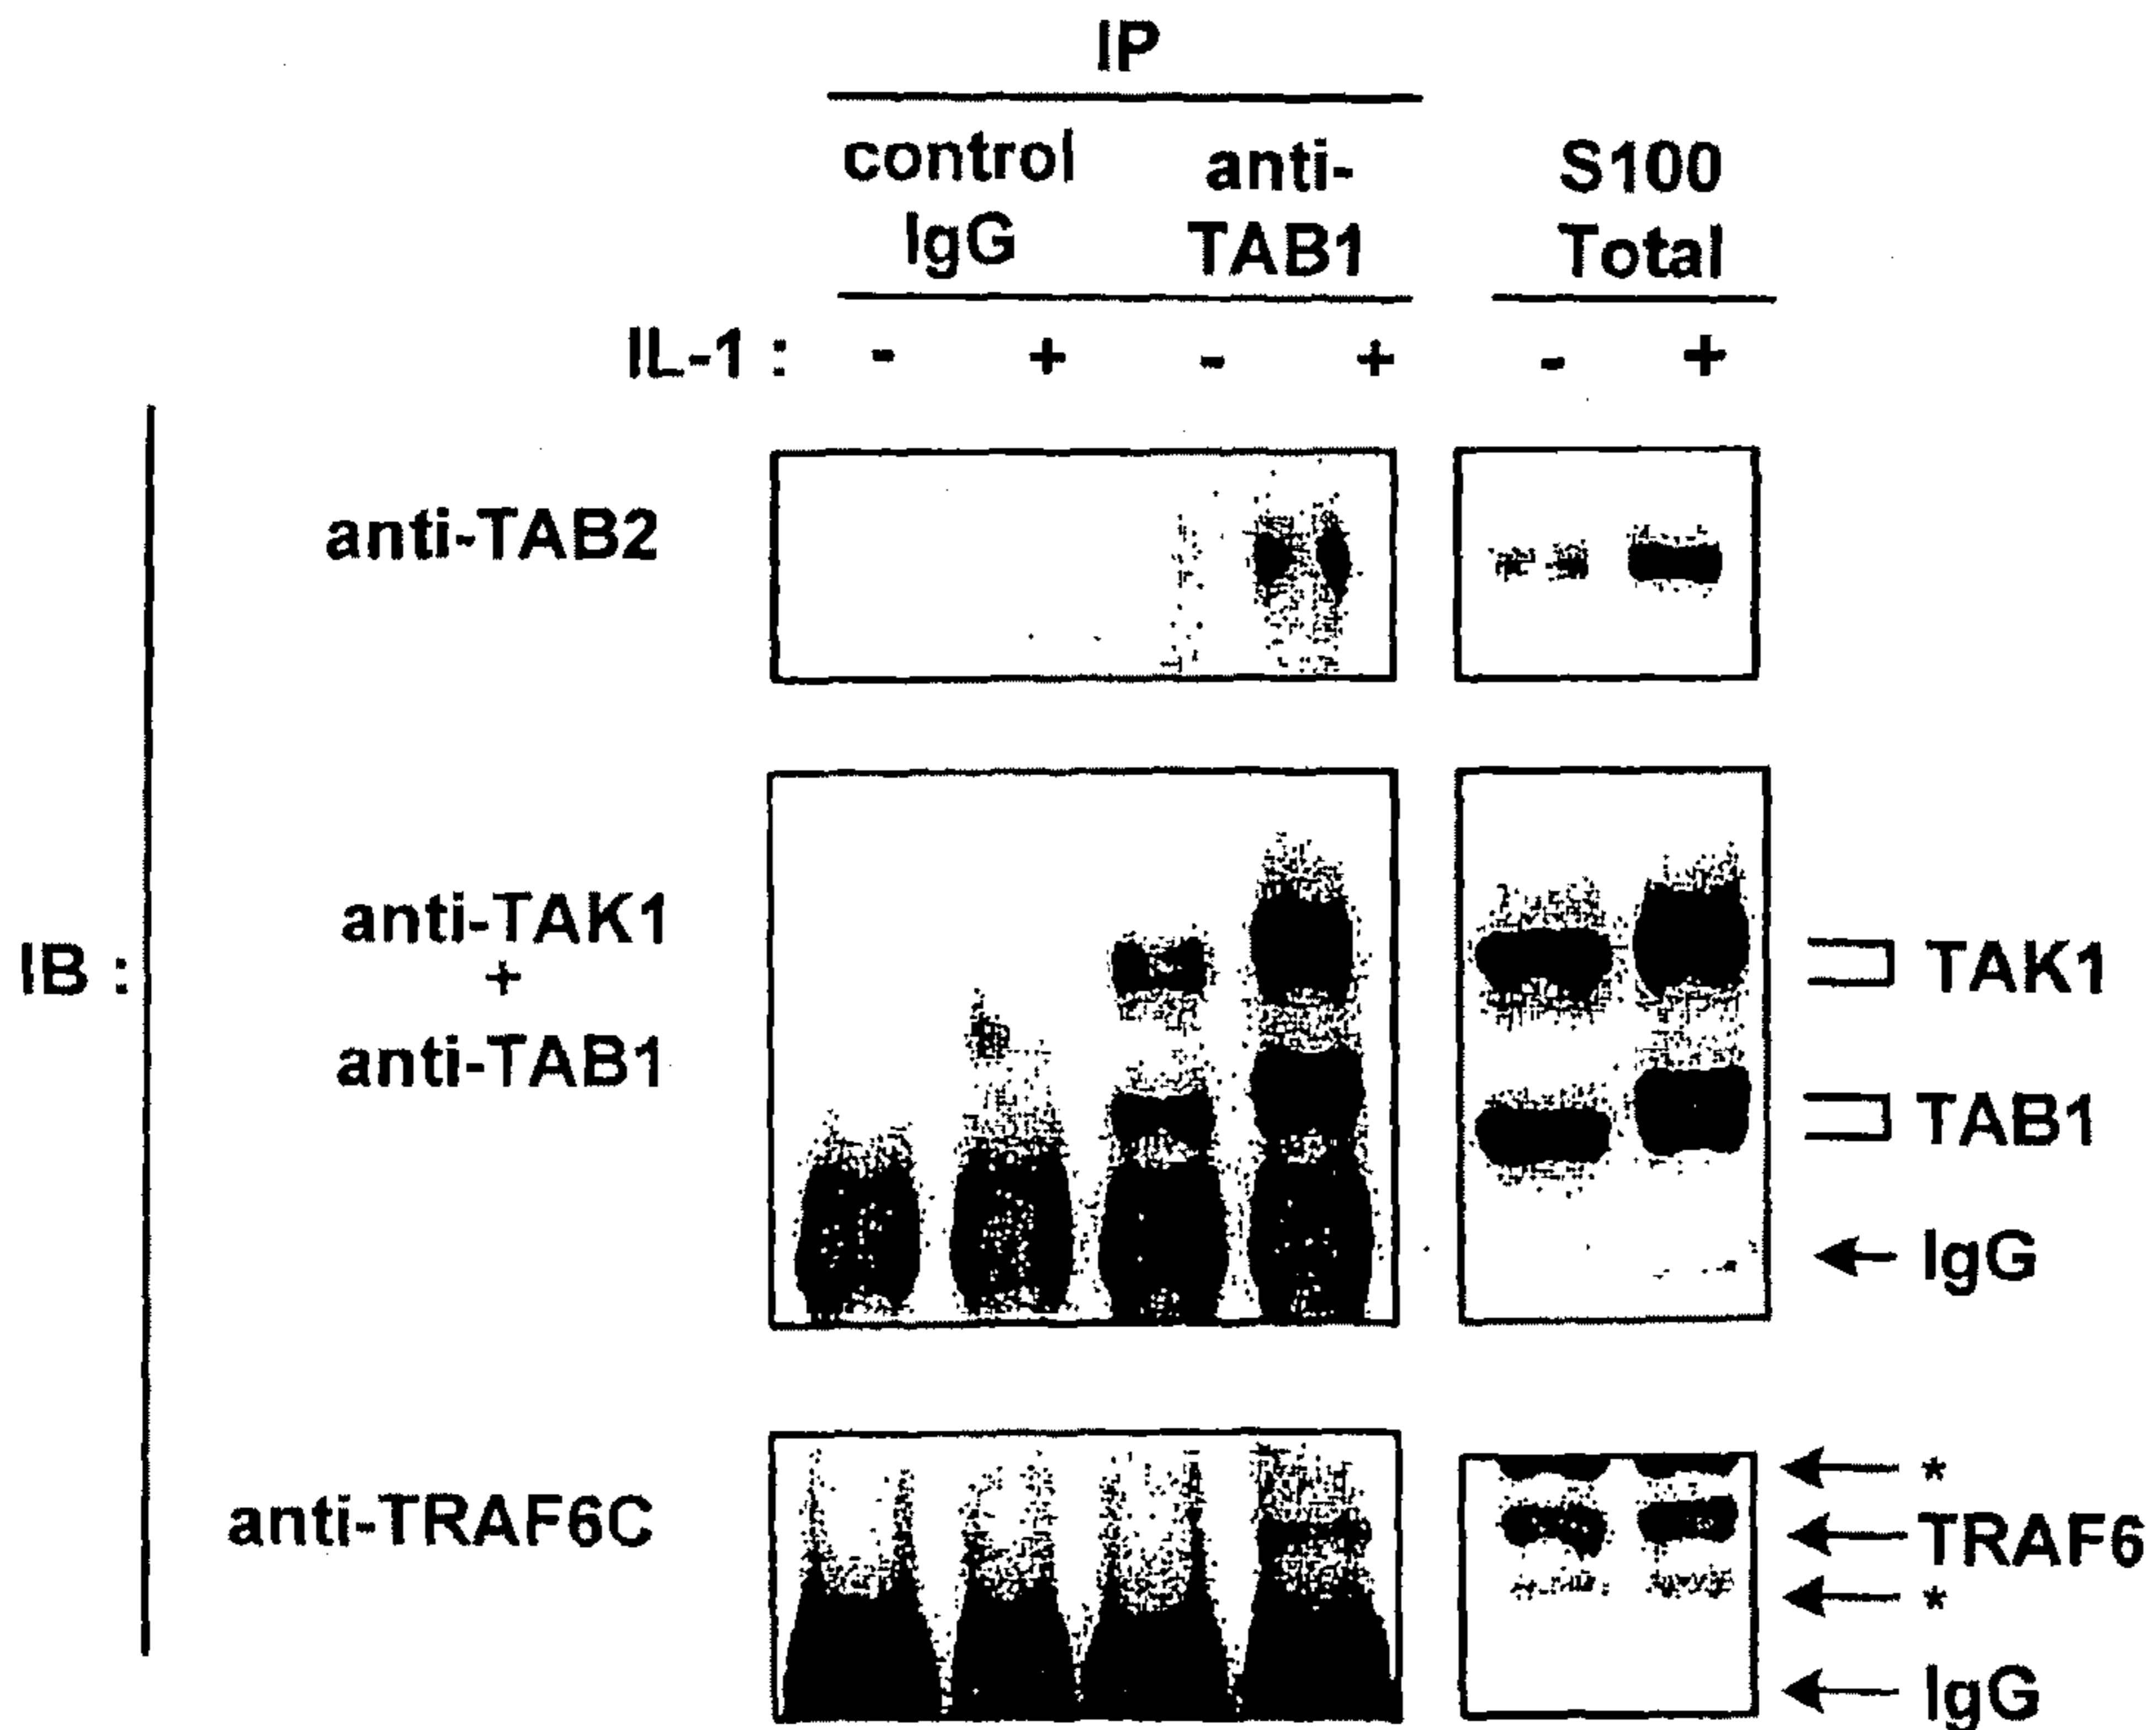 IP
control IgG
anti-TAB1
S100 Total
IL-1 : - + - + - +
IB :
anti-TAB2
anti-TAK1
+
anti-TAB1
TAK1
TAB1
IgG
anti-TRAF6C
*
TRAF6
*
IgG